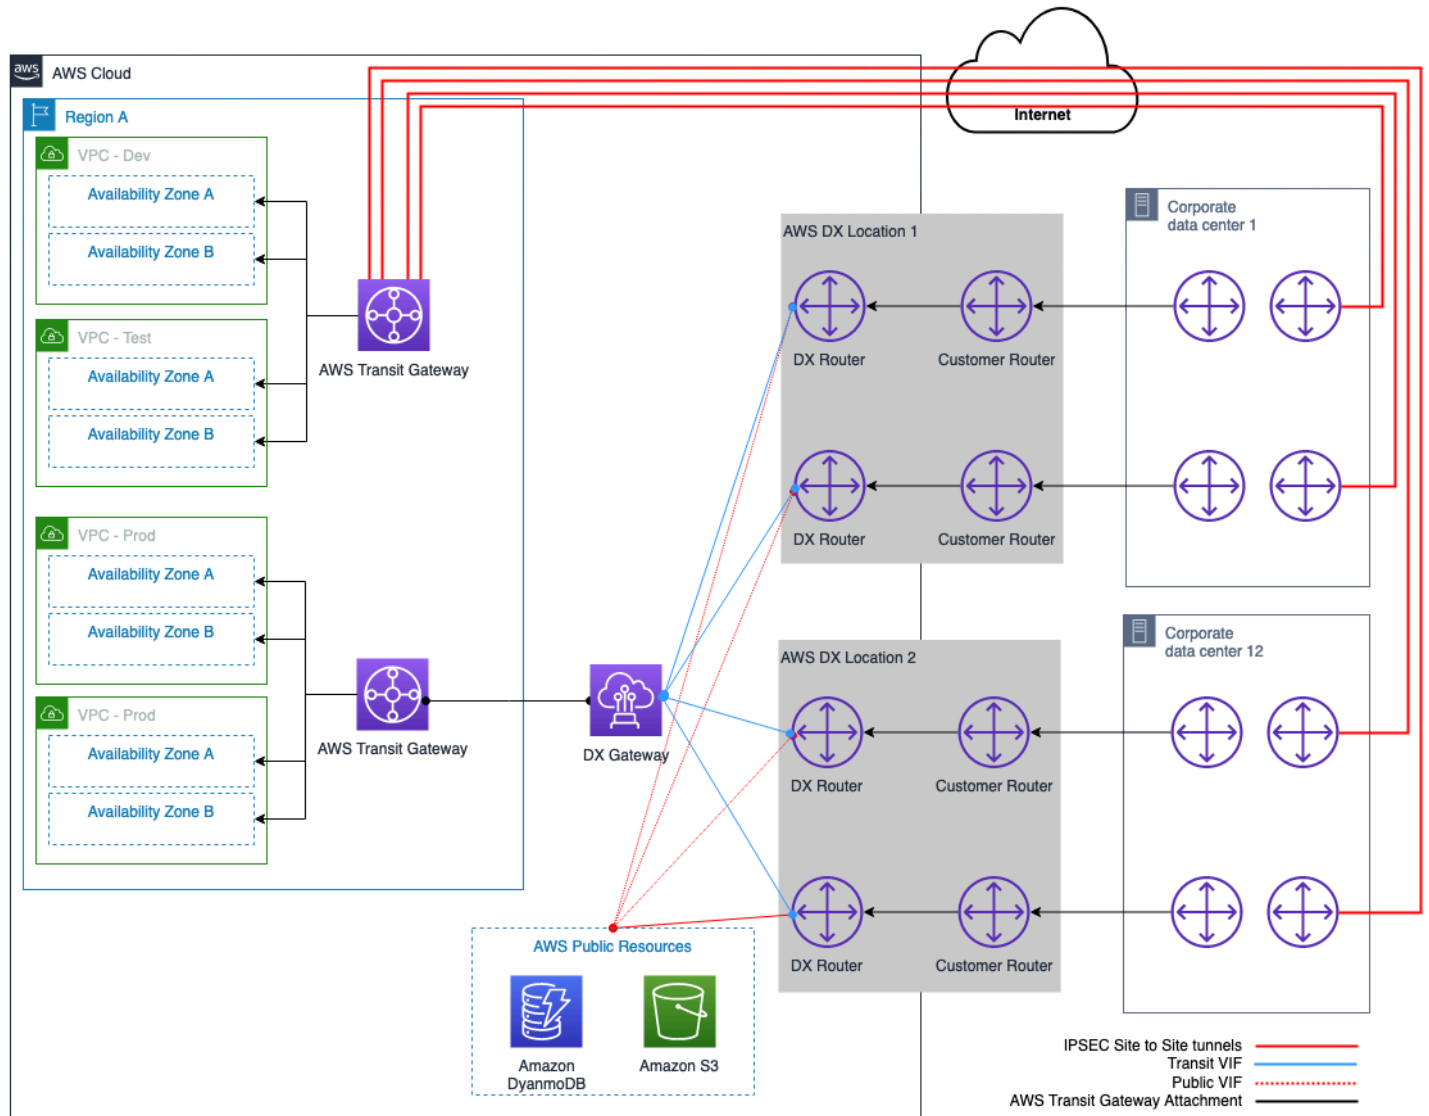 aws
AWS Cloud
Internet
Region A
VPC - Dev
Availability Zone A
Availability Zone B
AWS Transit Gateway
VPC - Test
Availability Zone A
Availability Zone B
VPC - Prod
Availability Zone A
Availability Zone B
AWS Transit Gateway
VPC - Prod
Availability Zone A
Availability Zone B
DX Gateway
AWS DX Location 1
DX Router
Customer Router
DX Router
Customer Router
Corporate
data center 1
AWS DX Location 2
DX Router
Customer Router
DX Router
Customer Router
Corporate
data center 12
AWS Public Resources
Amazon
DyanmoDB
Amazon S3
IPSEC Site to Site tunnels
Transit VIF
Public VIF
AWS Transit Gateway Attachment